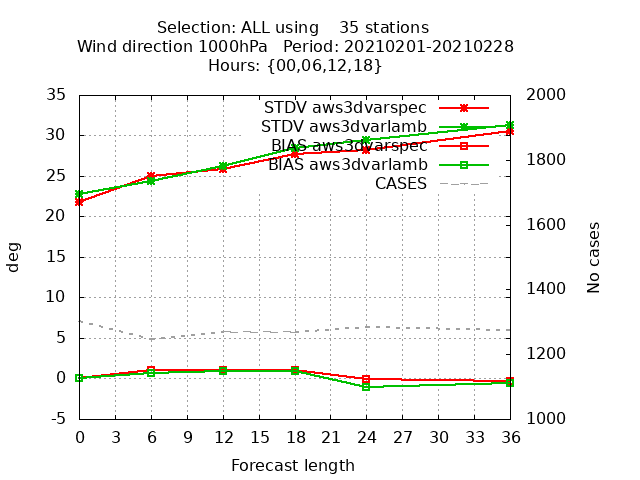 Selection: ALL using    35 stations
Wind direction 1000hPa   Period: 20210201-20210228
Hours: {00,06,12,18}
35
30
25
20
15
10
5
0
-5
deg
STDV aws3dvarspec
STDV aws3dvarlamb
BIAS aws3dvarspec
BIAS aws3dvarlamb
CASES
2000
1800
1600
1400
1200
1000
No cases
0 3 6 9 12 15 18 21 24 27 30 33 36
Forecast length